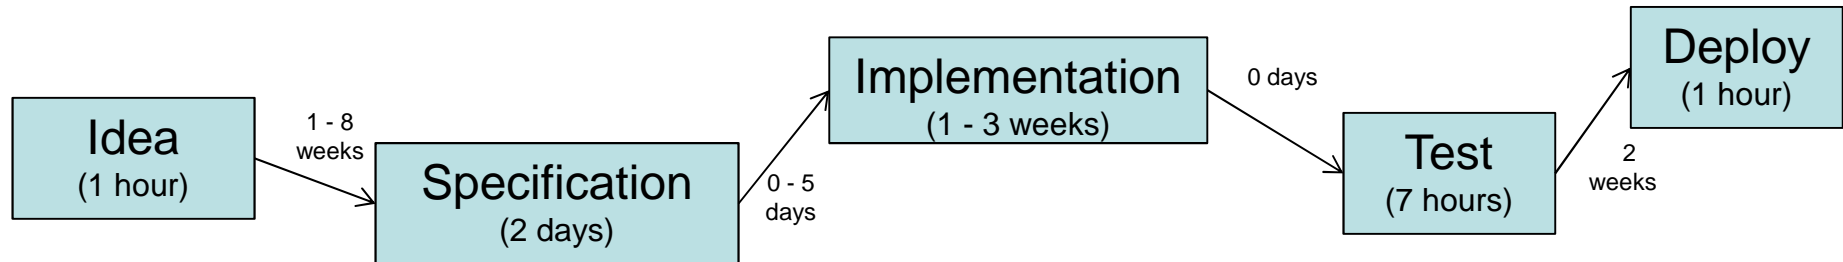 Idea
(1 hour)
1 - 8
weeks
Specification
(2 days)
0 - 5
days
Implementation
(1 - 3 weeks)
0 days
Test
(7 hours)
2
weeks
Deploy
(1 hour)